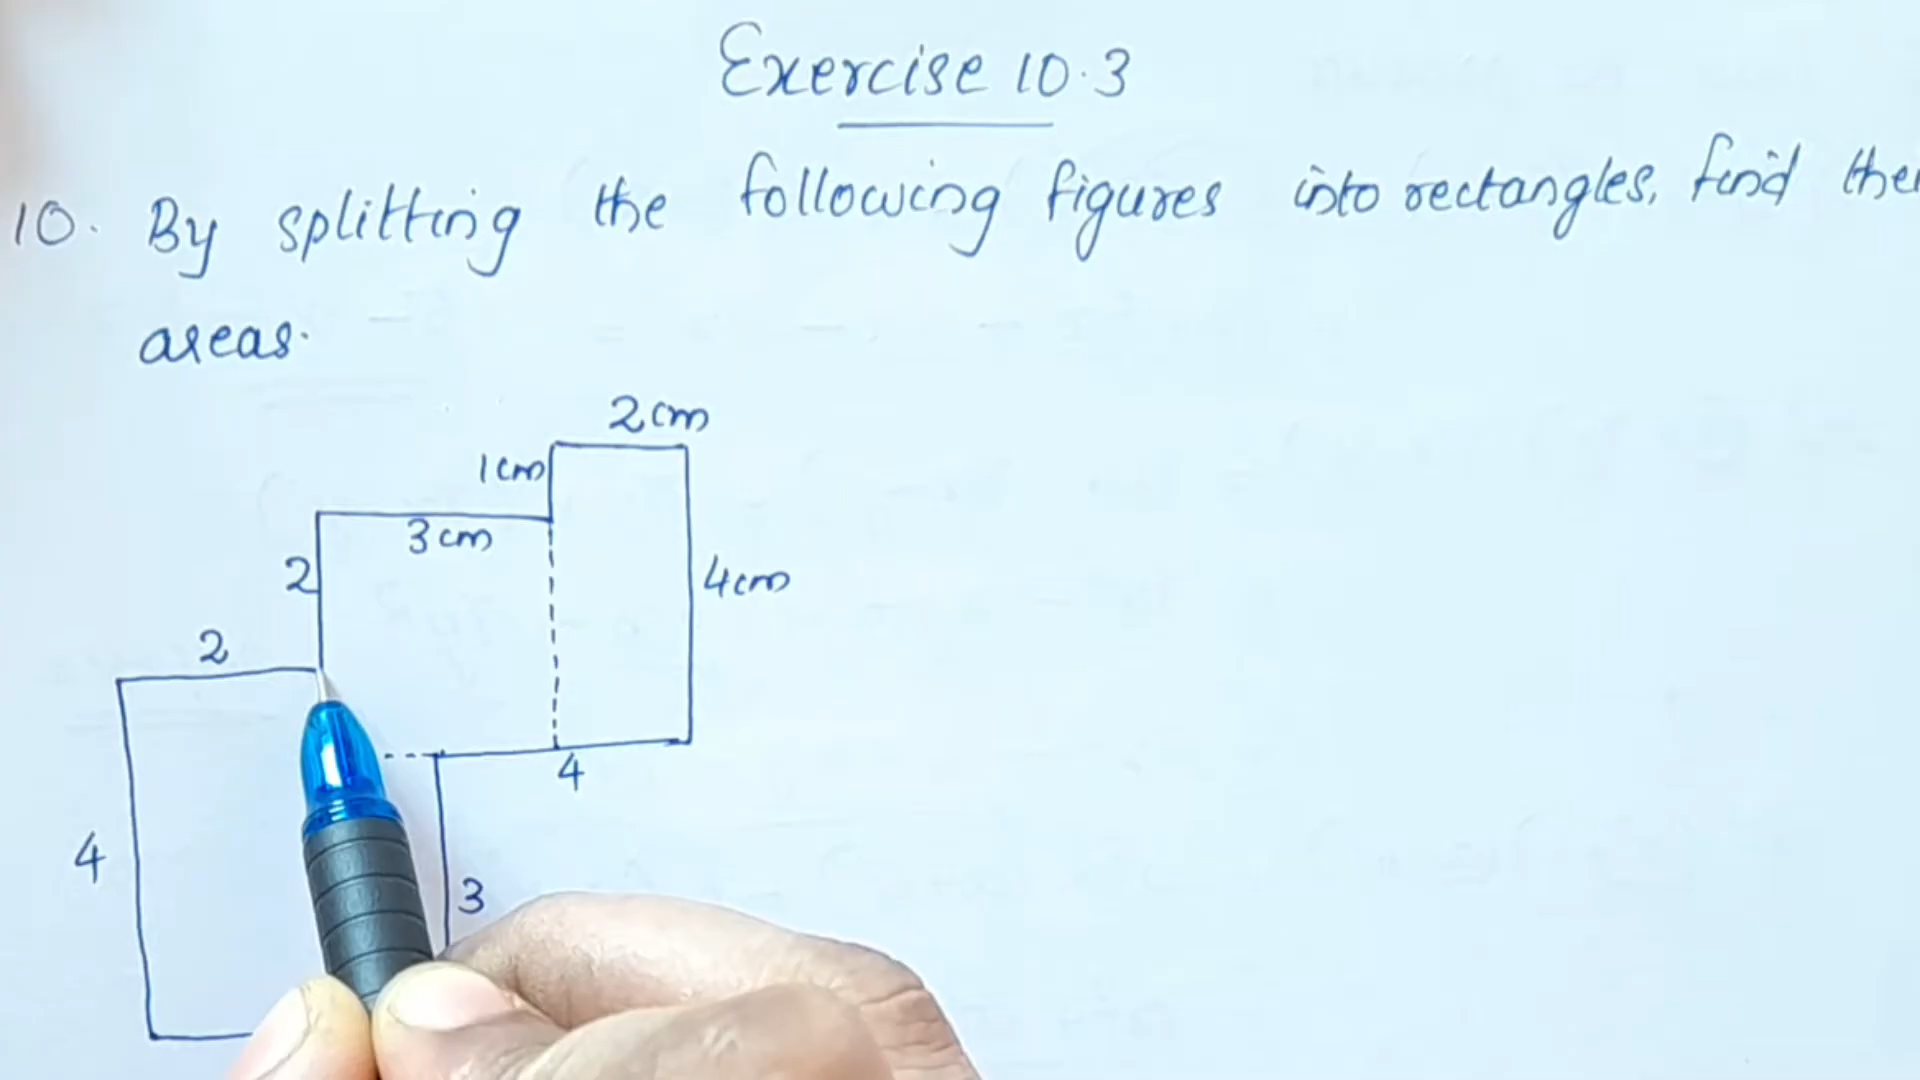 Exercise 10.3
10. By splitting the following figures into rectangles, find
areas.
2cm
1cm
3cm
2
4cm
2
4
4
3